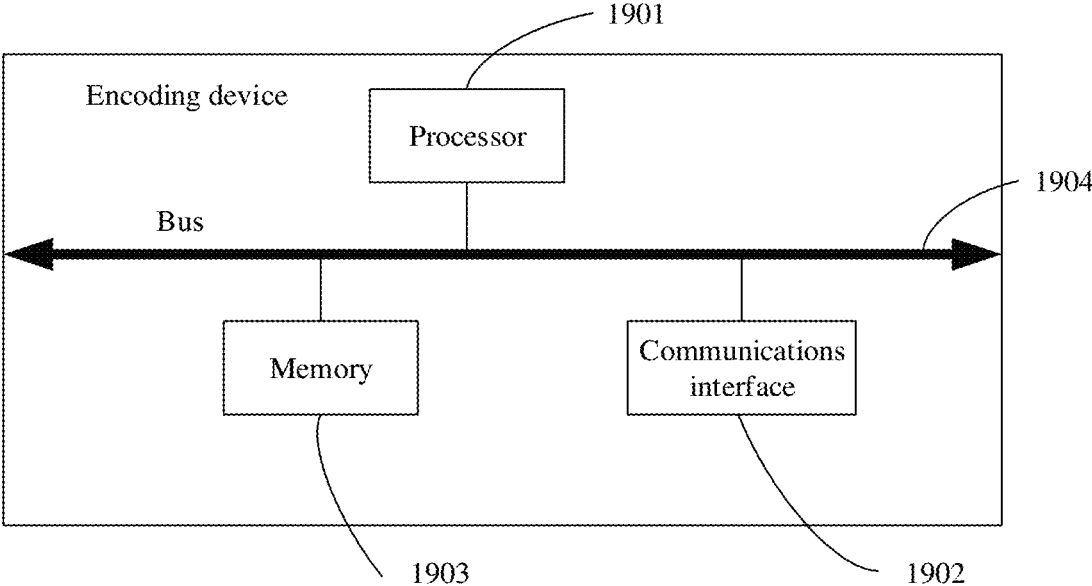 1901
Encoding device
Processor
1904
Bus
Memory
Communications
interface
1903
1902